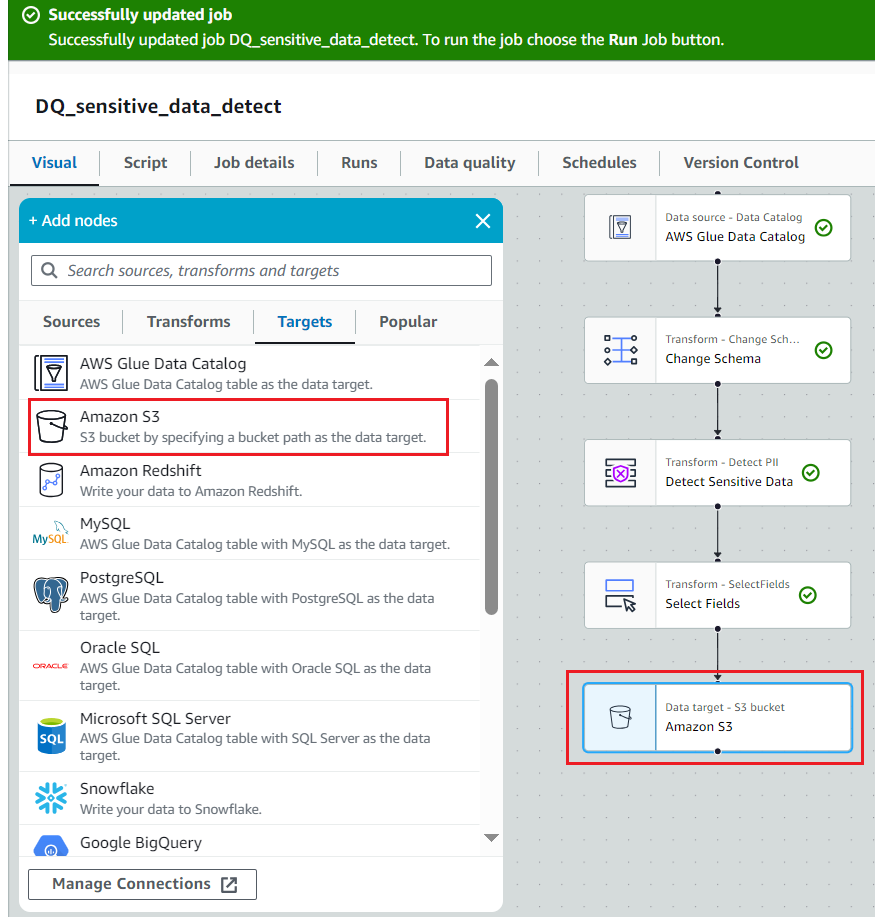 Successfully updated job
Successfully updated job DQ_sensitive_data_detect. To run the job choose the Run Job button.
DQ_sensitive_data_detect
Visual
Script
Job details
Runs
Data quality
Schedules
Version Control
+ Add nodes
Search sources, transforms and targets
Sources
Transforms
Targets
Popular
AWS Glue Data Catalog
AWS Glue Data Catalog table as the data target.
Amazon S3
S3 bucket by specifying a bucket path as the data target.
Amazon Redshift
Write your data to Amazon Redshift.
MySQL
MySQL
AWS Glue Data Catalog table with MySQL as the data target.
PostgreSQL
AWS Glue Data Catalog table with PostgreSQL as the data
target.
ORACLE
Oracle SQL
AWS Glue Data Catalog table with Oracle SQL as the data
target.
SQL
Microsoft SQL Server
AWS Glue Data Catalog table with SQL Server as the data
target.
Snowflake
Write your data to Snowflake.
Google BigQuery
Manage Connections
Data source - Data Catalog
AWS Glue Data Catalog
Transform - Change Sch...
Change Schema
Transform - Detect PII
Detect Sensitive Data
Transform - SelectFields
Select Fields
Data target - S3 bucket
Amazon S3